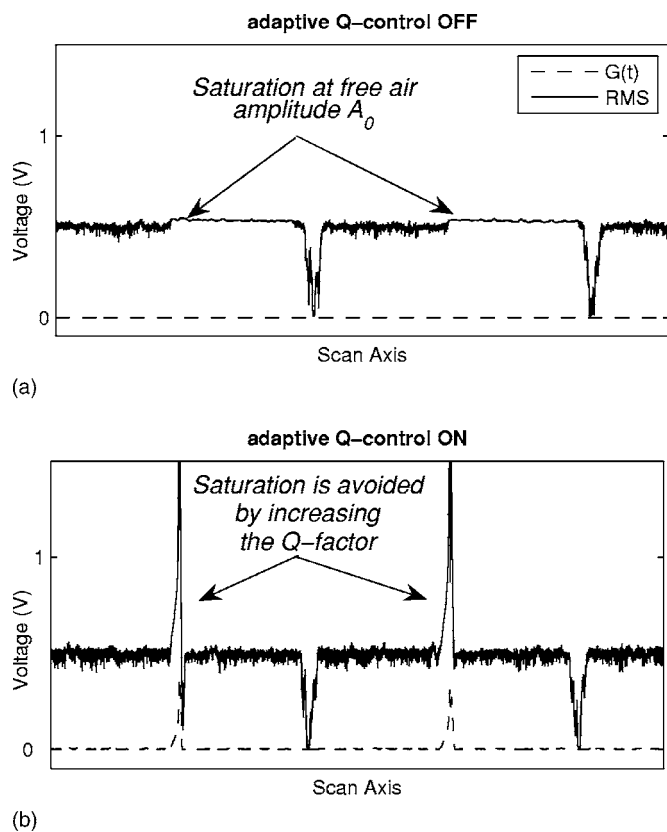 adaptive Q−control OFF
Saturation at free air
amplitude A₀
G(t)
RMS
1
0
Voltage (V)
Scan Axis
(a)
adaptive Q−control ON
Saturation is avoided
by increasing
the Q−factor
1
0
Voltage (V)
Scan Axis
(b)